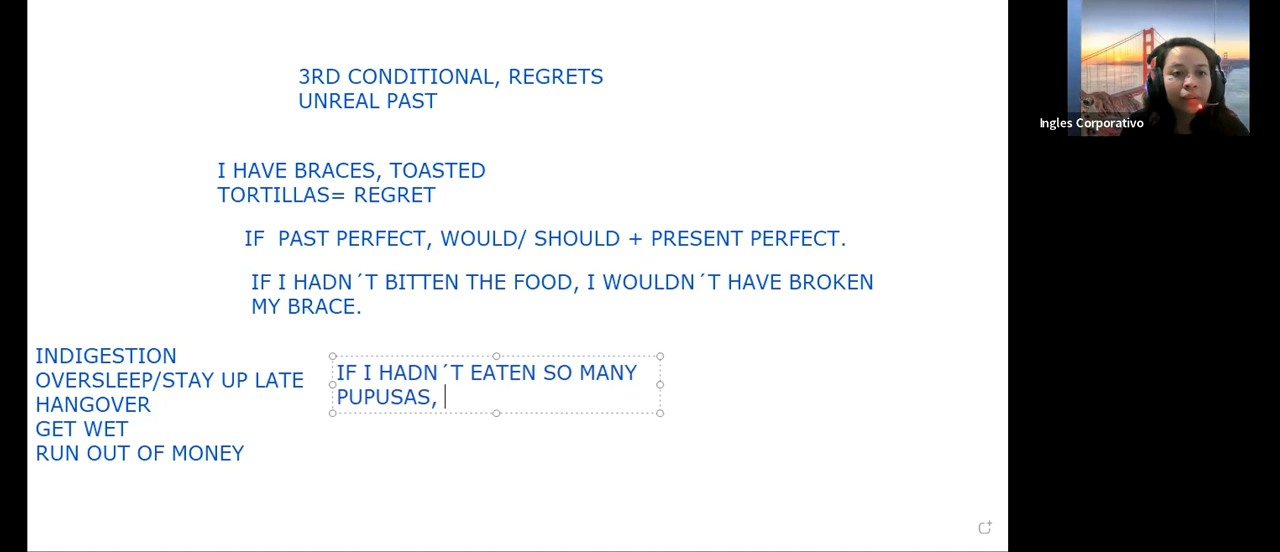 3RD CONDITIONAL, REGRETS
UNREAL PAST
Ingles Corporativo
I HAVE BRACES, TOASTED
TORTILLAS= REGRET
IF  PAST PERFECT, WOULD/ SHOULD + PRESENT PERFECT.
IF I HADN´T BITTEN THE FOOD, I WOULDN´T HAVE BROKEN
MY BRACE.
INDIGESTION
OVERSLEEP/STAY UP LATE
HANGOVER
GET WET
RUN OUT OF MONEY
IF I HADN´T EATEN SO MANY
PUPUSAS,